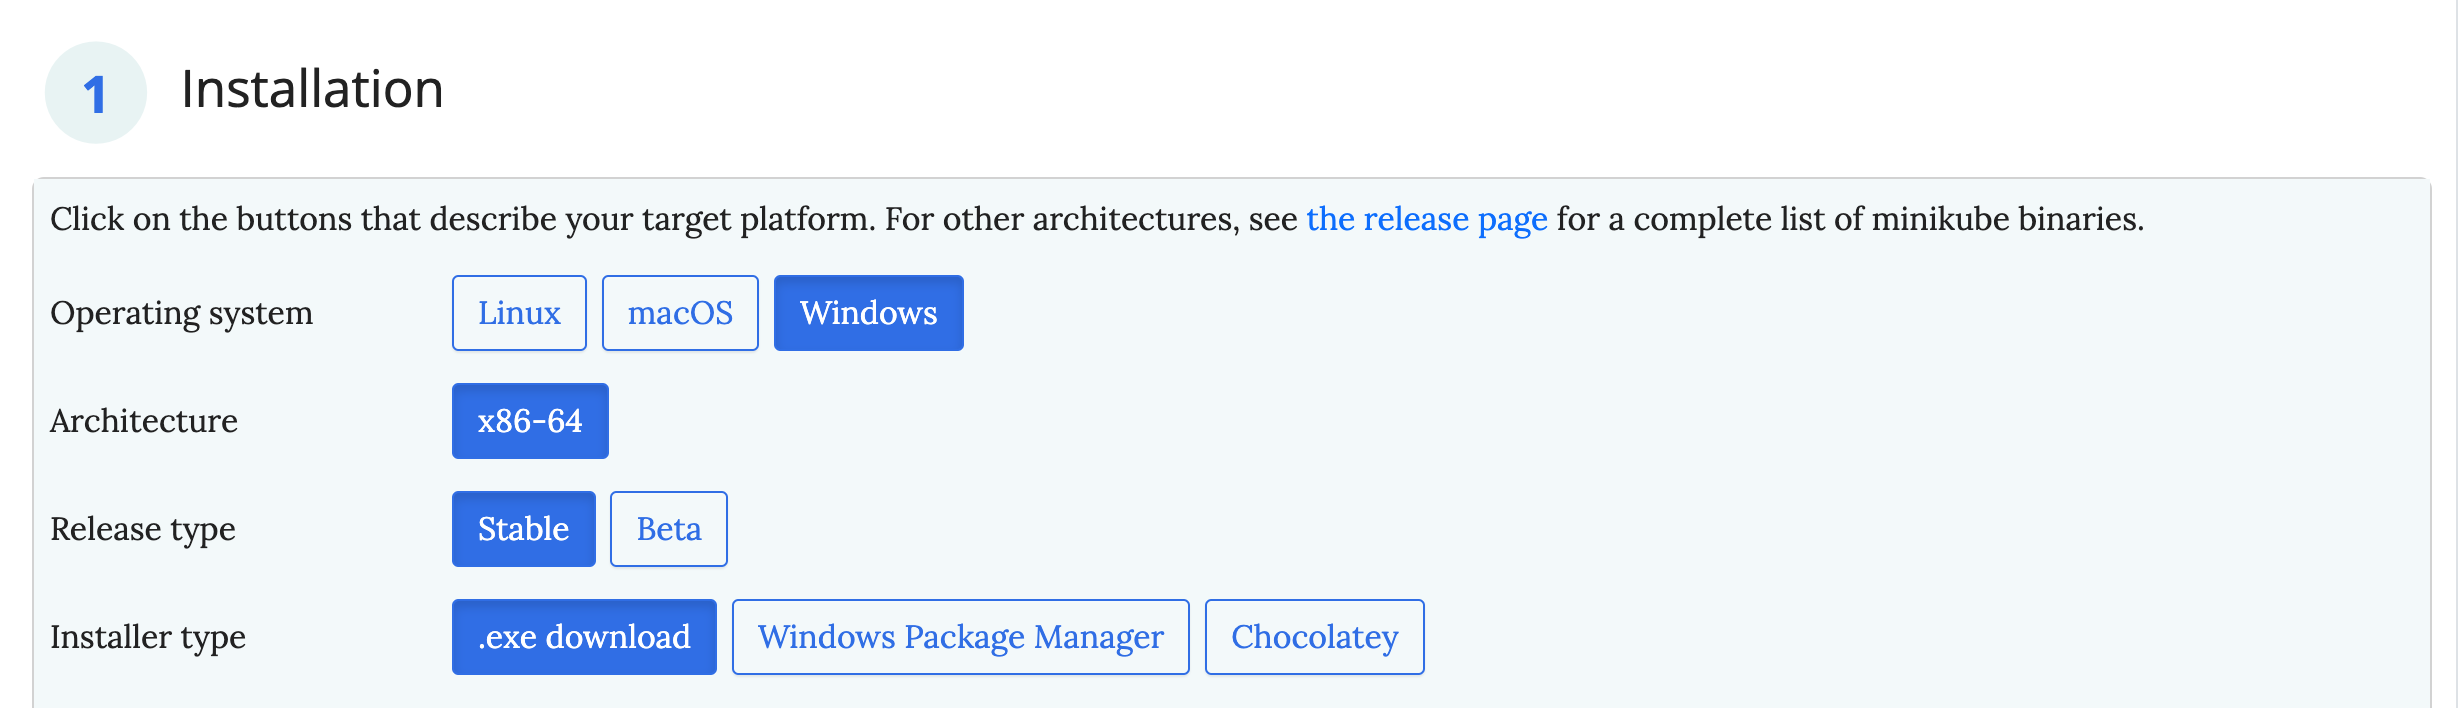 1 Installation
Click on the buttons that describe your target platform. For other architectures, see the release page for a complete list of minikube binaries.
Operating system Linux macOS Windows
Architecture x86-64
Release type Stable Beta
Installer type .exe download Windows Package Manager Chocolatey